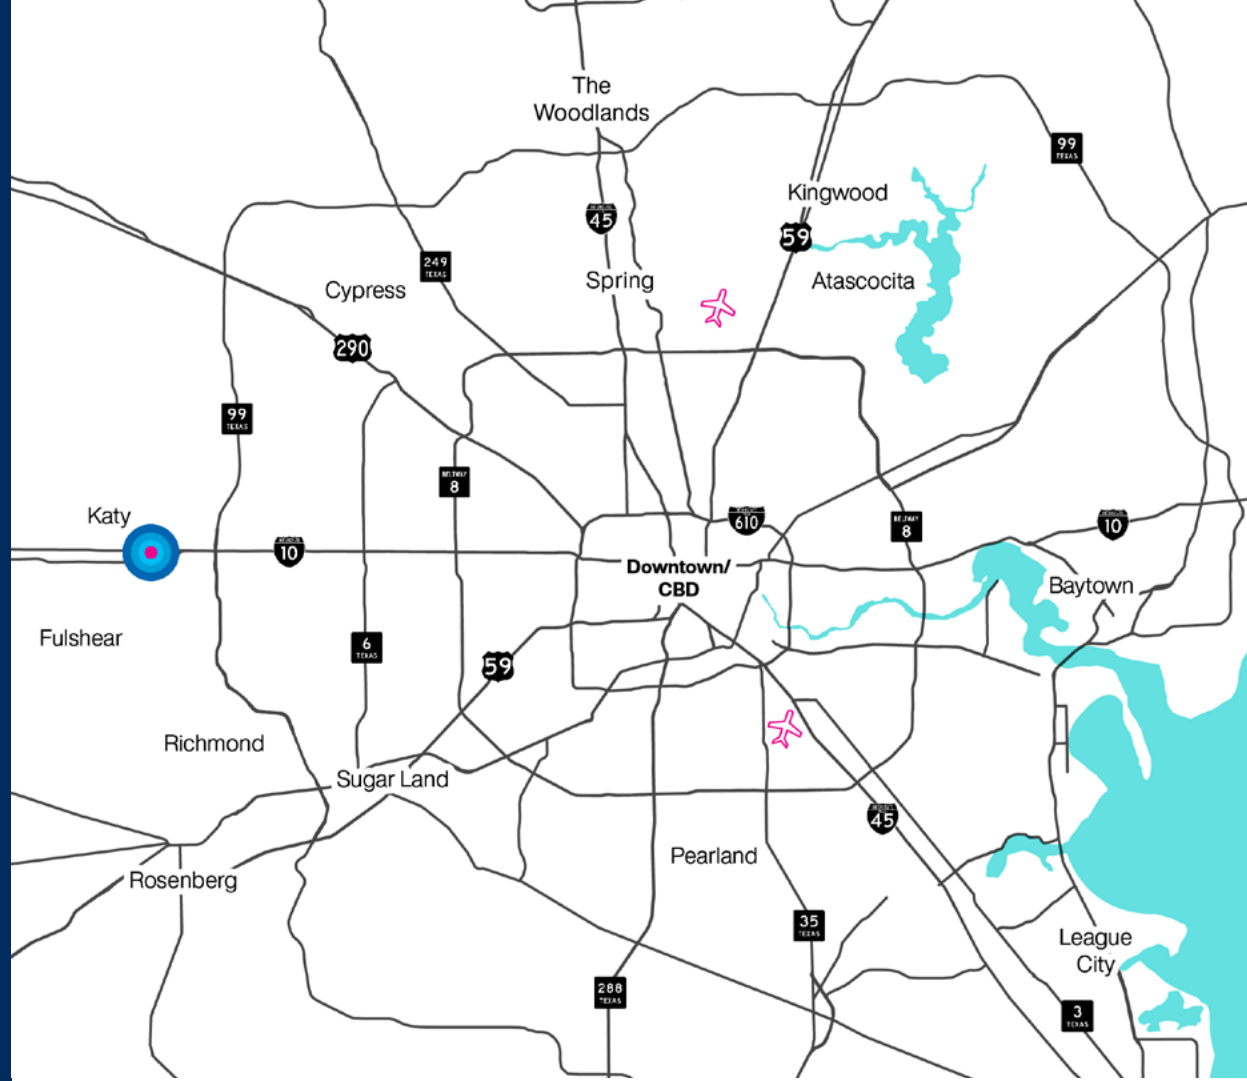 The
Woodlands
99
TEXAS
Kingwood
45
59
249
TEXAS
Spring
Atascocita
Cypress
290
99
TEXAS
BELTWAY
8
Katy
610
BELTWAY
8
10
10
Downtown/
CBD
Baytown
Fulshear
6
TEXAS
59
Richmond
Sugar Land
45
Pearland
Rosenberg
35
TEXAS
League
City
288
TEXAS
3
TEXAS